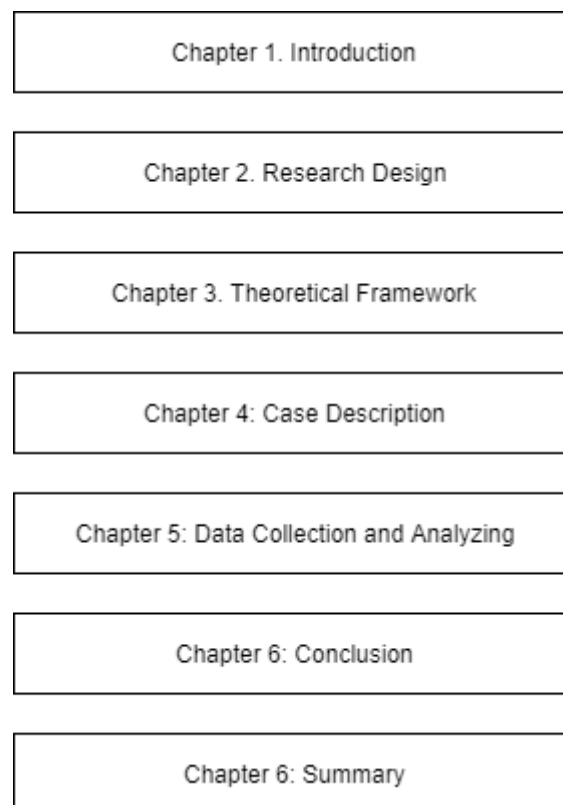 Chapter 1. Introduction
Chapter 2. Research Design
Chapter 3. Theoretical Framework
Chapter 4: Case Description
Chapter 5: Data Collection and Analyzing
Chapter 6: Conclusion
Chapter 6: Summary